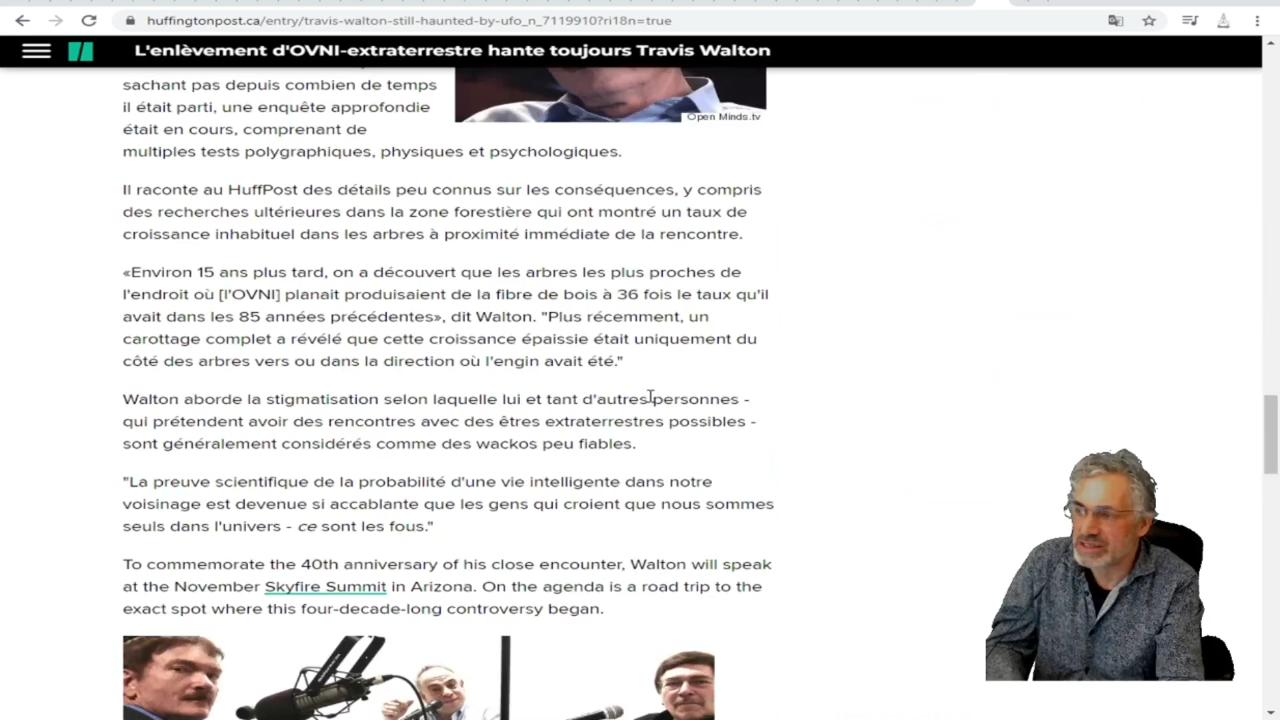 huffingtonpost.ca/entry/travis-walton-still-haunted-by-ufo_n_7119910?ri18n=true
L'enlèvement d'OVNI-extraterrestre hante toujours Travis Walton
sachant pas depuis combien de temps
il était parti, une enquête approfondie
était en cours, comprenant de
Open Minds.tv
multiples tests polygraphiques, physiques et psychologiques.
Il raconte au HuffPost des détails peu connus sur les conséquences, y compris
des recherches ultérieures dans la zone forestière qui ont montré un taux de
croissance inhabituel dans les arbres à proximité immédiate de la rencontre.
«Environ 15 ans plus tard, on a découvert que les arbres les plus proches de
l'endroit où [l'OVNI] planait produisaient de la fibre de bois à 36 fois le taux qu'il
avait dans les 85 années précédentes», dit Walton. "Plus récemment, un
carottage complet a révélé que cette croissance épaissie était uniquement du
côté des arbres vers ou dans la direction où l'engin avait été."
Walton aborde la stigmatisation selon laquelle lui et tant d'autres personnes -
qui prétendent avoir des rencontres avec des êtres extraterrestres possibles -
sont généralement considérés comme des wackos peu fiables.
"La preuve scientifique de la probabilité d'une vie intelligente dans notre
voisinage est devenue si accablante que les gens qui croient que nous sommes
seuls dans l'univers - ce sont les fous."
To commemorate the 40th anniversary of his close encounter, Walton will speak
at the November Skyfire Summit in Arizona. On the agenda is a road trip to the
exact spot where this four-decade-long controversy began.